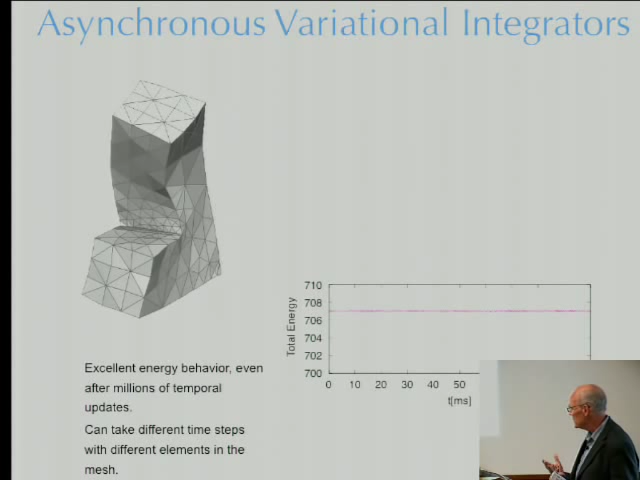 Asynchronous Variational Integrators
710
708
706
704
702
700
Total Energy
0 10 20 30 40 50
t[ms]
Excellent energy behavior, even
after millions of temporal
updates.
Can take different time steps
with different elements in the
mesh.